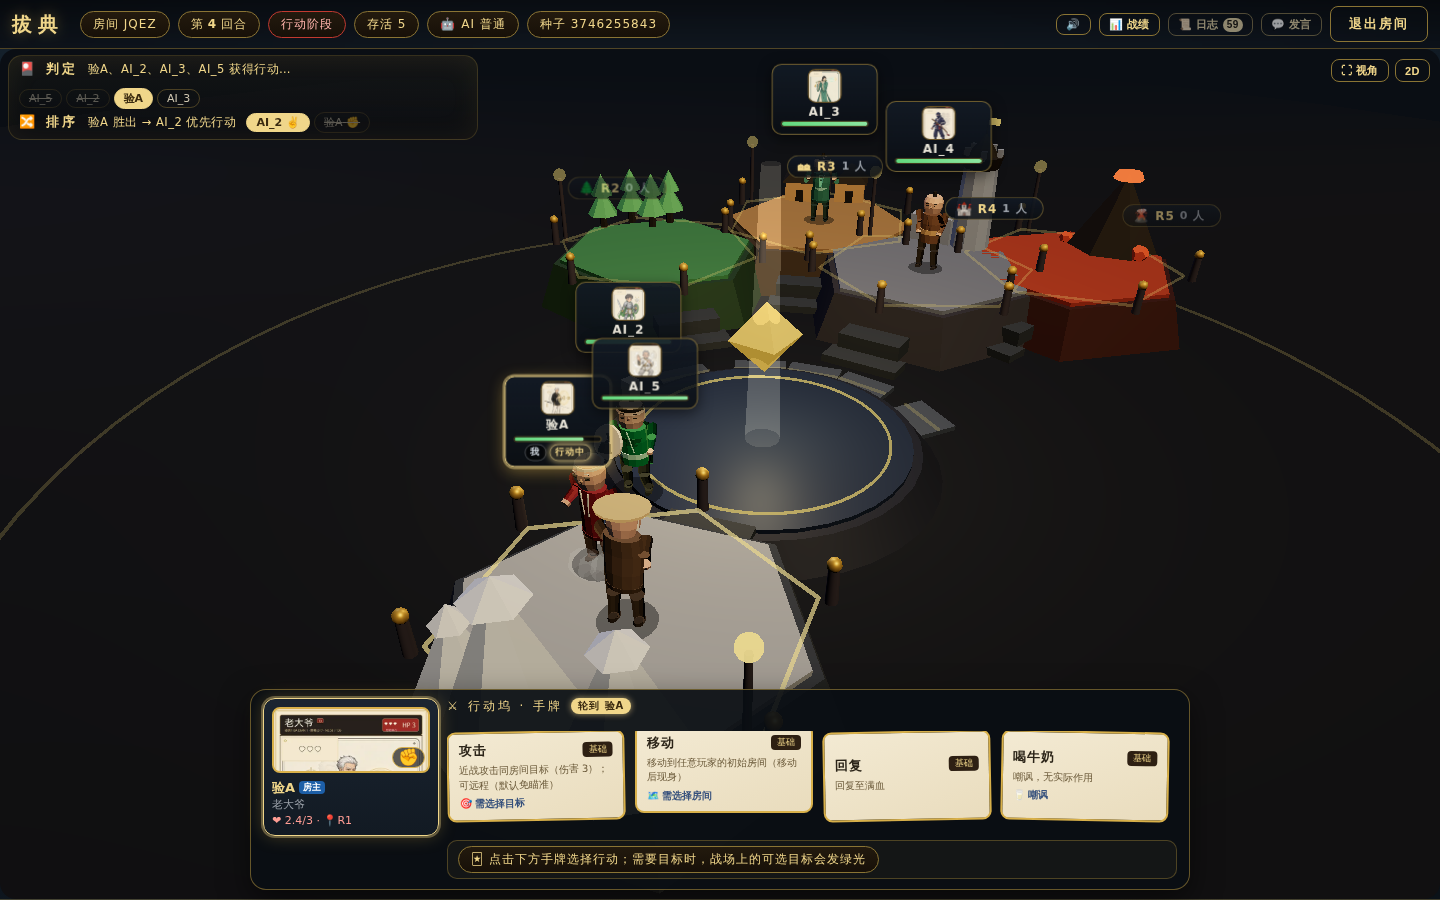 拔典
房间 JQEZ
第 4 回合
行动阶段
存活 5
AI 普通
种子 3746255843
战绩
日志 59
发言
退出房间
判定 验A、AI_2、AI_3、AI_5 获得行动...
AI_5 AI_2 验A AI_3
排序 验A 胜出 → AI_2 优先行动 AI_2 验A
视角
2D
AI_3
AI_4
R3 1 人
R2 0 人
R4 1 人
R5 0 人
AI_2
AI_5
验A
我 行动中
行动坞 · 手牌 轮到 验A
老大爷
HP 3
验A 房主
老大爷
2.4/3 · R1
攻击 基础
近战攻击同房间目标（伤害 3）；
可远程（默认免瞄准）
需选择目标
移动 基础
移动到任意玩家的初始房间（移动
后现身）
需选择房间
回复 基础
回复至满血
喝牛奶 基础
嘲讽，无实际作用
嘲讽
点击下方手牌选择行动；需要目标时，战场上的可选目标会发绿光